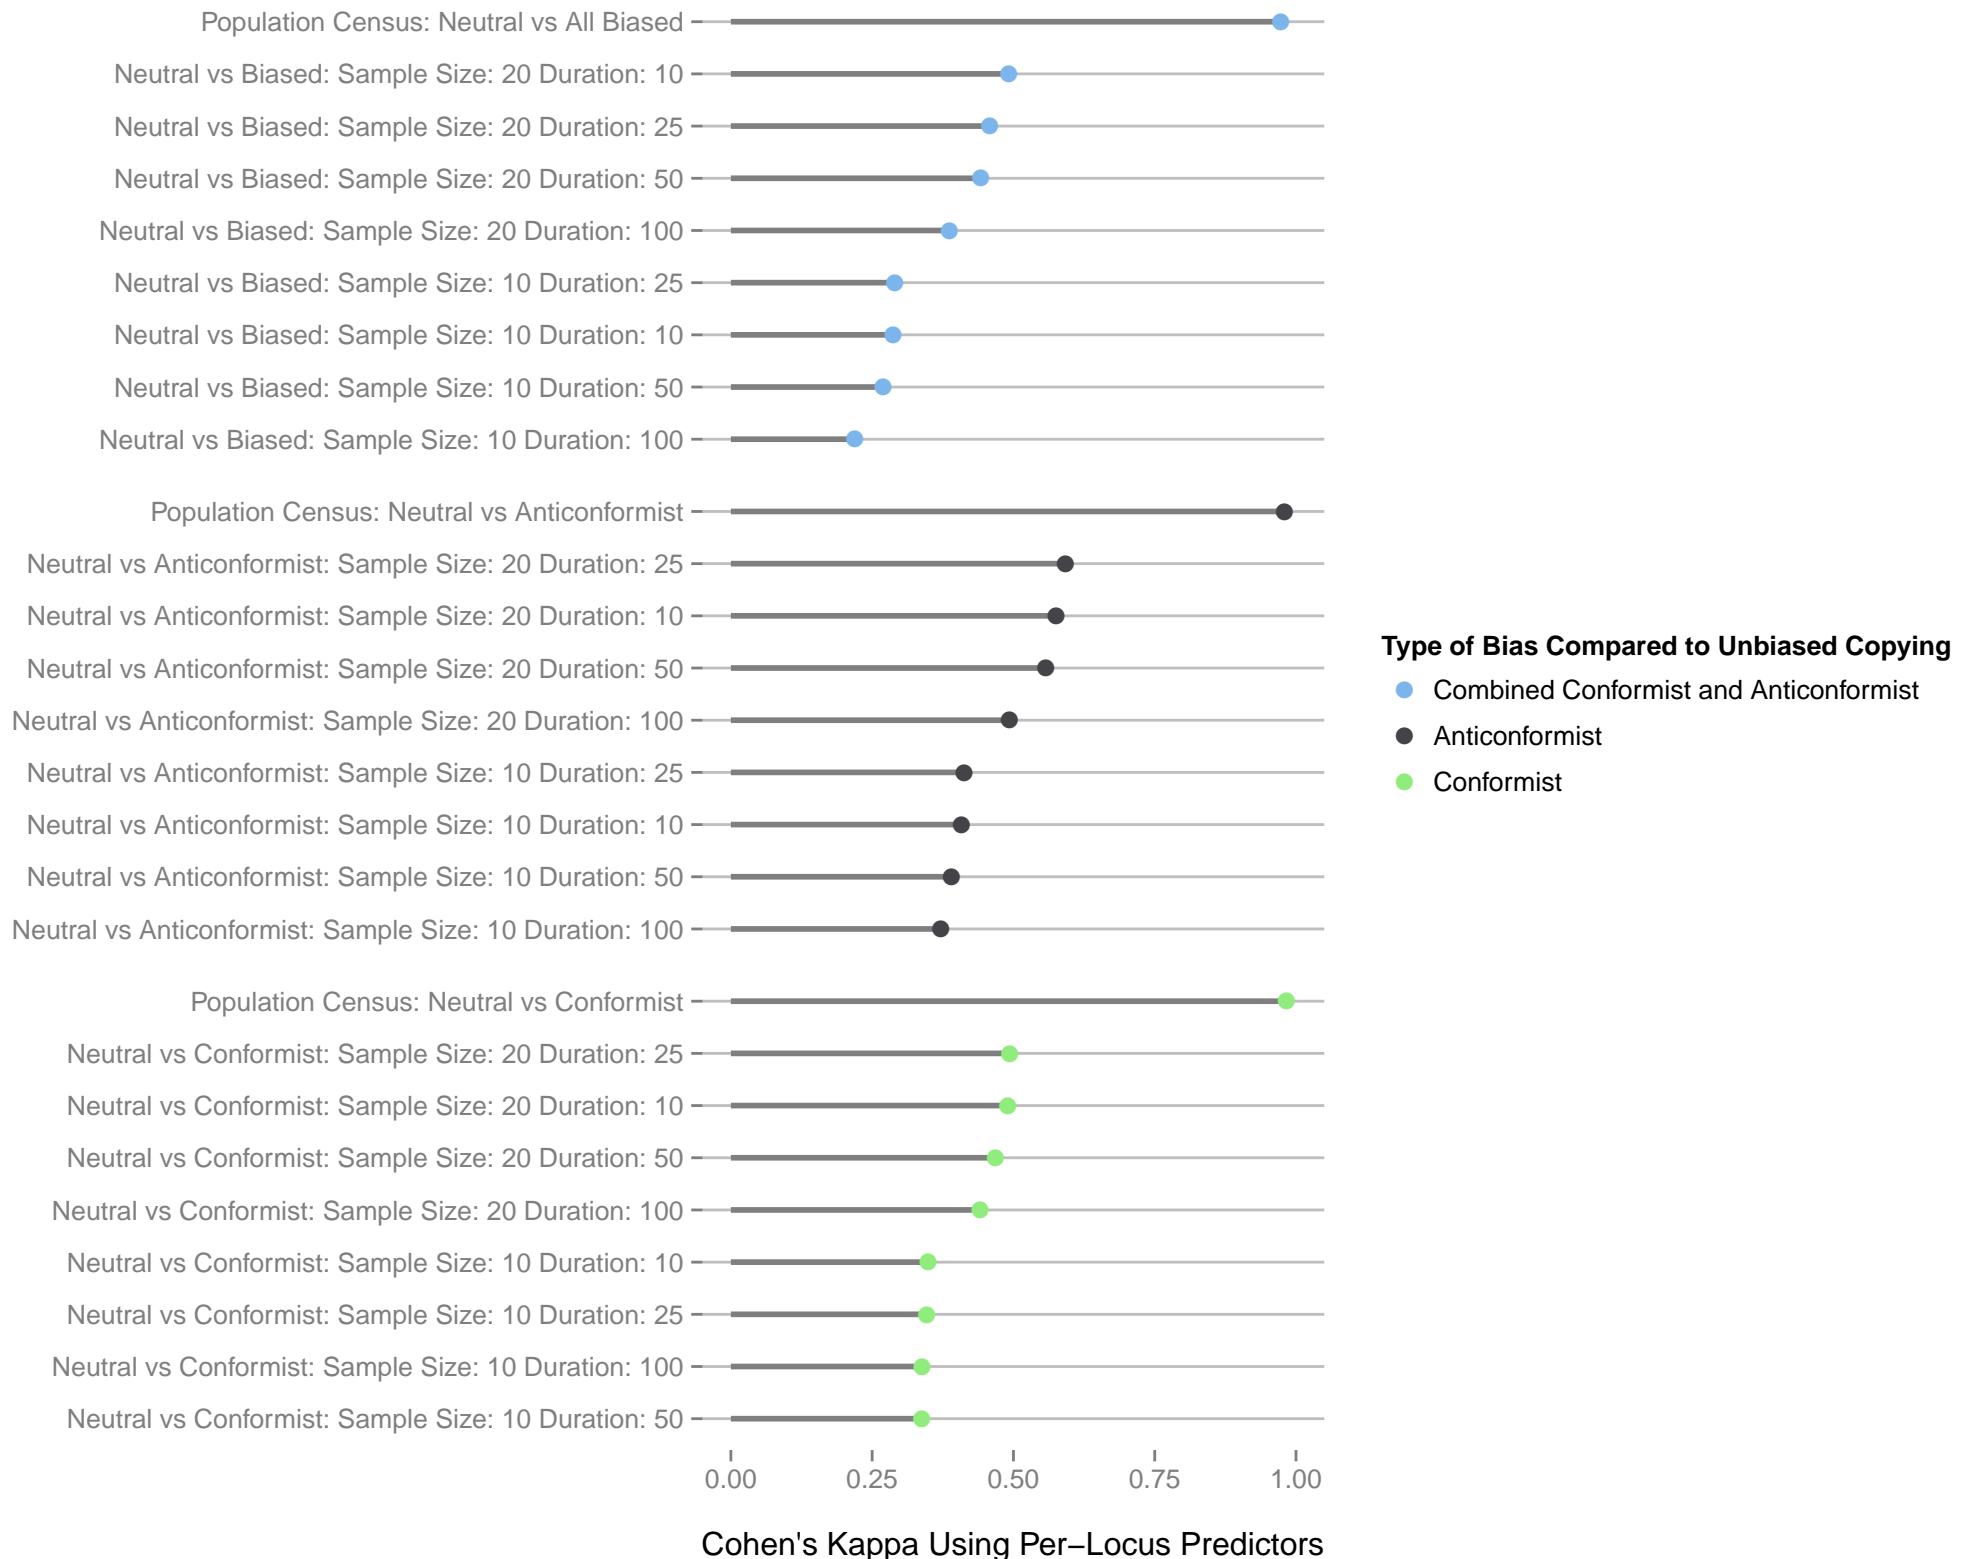 Population Census: Neutral vs All Biased
Neutral vs Biased: Sample Size: 20 Duration: 10
Neutral vs Biased: Sample Size: 20 Duration: 25
Neutral vs Biased: Sample Size: 20 Duration: 50
Neutral vs Biased: Sample Size: 20 Duration: 100
Neutral vs Biased: Sample Size: 10 Duration: 25
Neutral vs Biased: Sample Size: 10 Duration: 10
Neutral vs Biased: Sample Size: 10 Duration: 50
Neutral vs Biased: Sample Size: 10 Duration: 100
Population Census: Neutral vs Anticonformist
Neutral vs Anticonformist: Sample Size: 20 Duration: 25
Neutral vs Anticonformist: Sample Size: 20 Duration: 10
Neutral vs Anticonformist: Sample Size: 20 Duration: 50
Neutral vs Anticonformist: Sample Size: 20 Duration: 100
Neutral vs Anticonformist: Sample Size: 10 Duration: 25
Neutral vs Anticonformist: Sample Size: 10 Duration: 10
Neutral vs Anticonformist: Sample Size: 10 Duration: 50
Neutral vs Anticonformist: Sample Size: 10 Duration: 100
Population Census: Neutral vs Conformist
Neutral vs Conformist: Sample Size: 20 Duration: 25
Neutral vs Conformist: Sample Size: 20 Duration: 10
Neutral vs Conformist: Sample Size: 20 Duration: 50
Neutral vs Conformist: Sample Size: 20 Duration: 100
Neutral vs Conformist: Sample Size: 10 Duration: 10
Neutral vs Conformist: Sample Size: 10 Duration: 25
Neutral vs Conformist: Sample Size: 10 Duration: 100
Neutral vs Conformist: Sample Size: 10 Duration: 50
0.00 0.25 0.50 0.75 1.00
Cohen's Kappa Using Per−Locus Predictors
Type of Bias Compared to Unbiased Copying
Combined Conformist and Anticonformist
Anticonformist
Conformist